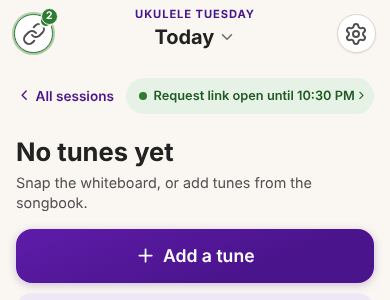 2
UKULELE TUESDAY
Today
All sessions
Request link open until 10:30 PM
No tunes yet
Snap the whiteboard, or add tunes from the
songbook.
+ Add a tune